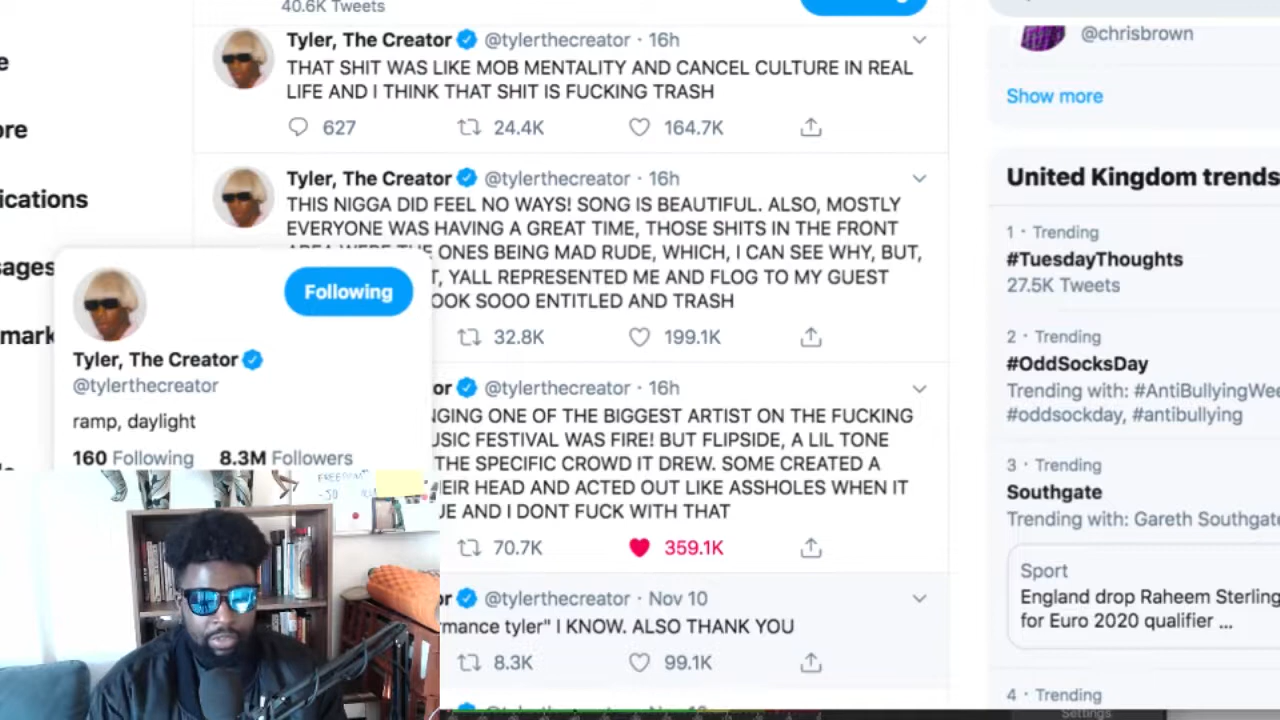 40.6K Tweets
Tyler, The Creator @tylerthecreator · 16h
THAT SHIT WAS LIKE MOB MENTALITY AND CANCEL CULTURE IN REAL
LIFE AND I THINK THAT SHIT IS FUCKING TRASH
627 24.4K 164.7K
Tyler, The Creator @tylerthecreator · 16h
THIS NIGGA DID FEEL NO WAYS! SONG IS BEAUTIFUL. ALSO, MOSTLY
EVERYONE WAS HAVING A GREAT TIME, THOSE SHITS IN THE FRONT
AREA WERE THE ONES BEING MAD RUDE, WHICH, I CAN SEE WHY, BUT,
T, YALL REPRESENTED ME AND FLOG TO MY GUEST
OOK SOOO ENTITLED AND TRASH
32.8K 199.1K
or @tylerthecreator · 16h
NGING ONE OF THE BIGGEST ARTIST ON THE FUCKING
USIC FESTIVAL WAS FIRE! BUT FLIPSIDE, A LIL TONE
THE SPECIFIC CROWD IT DREW. SOME CREATED A
EIR HEAD AND ACTED OUT LIKE ASSHOLES WHEN IT
UE AND I DONT FUCK WITH THAT
70.7K 359.1K
or @tylerthecreator · Nov 10
rmance tyler" I KNOW. ALSO THANK YOU
8.3K 99.1K
e
ore
ications
sages
mark
Following
Tyler, The Creator
@tylerthecreator
ramp, daylight
160 Following 8.3M Followers
@chrisbrown
Show more
United Kingdom trends
1 · Trending
#TuesdayThoughts
27.5K Tweets
2 · Trending
#OddSocksDay
Trending with: #AntiBullyingWee
#oddsockday, #antibullying
3 · Trending
Southgate
Trending with: Gareth Southgate
Sport
England drop Raheem Sterling
for Euro 2020 qualifier ...
4 · Trending
Settings